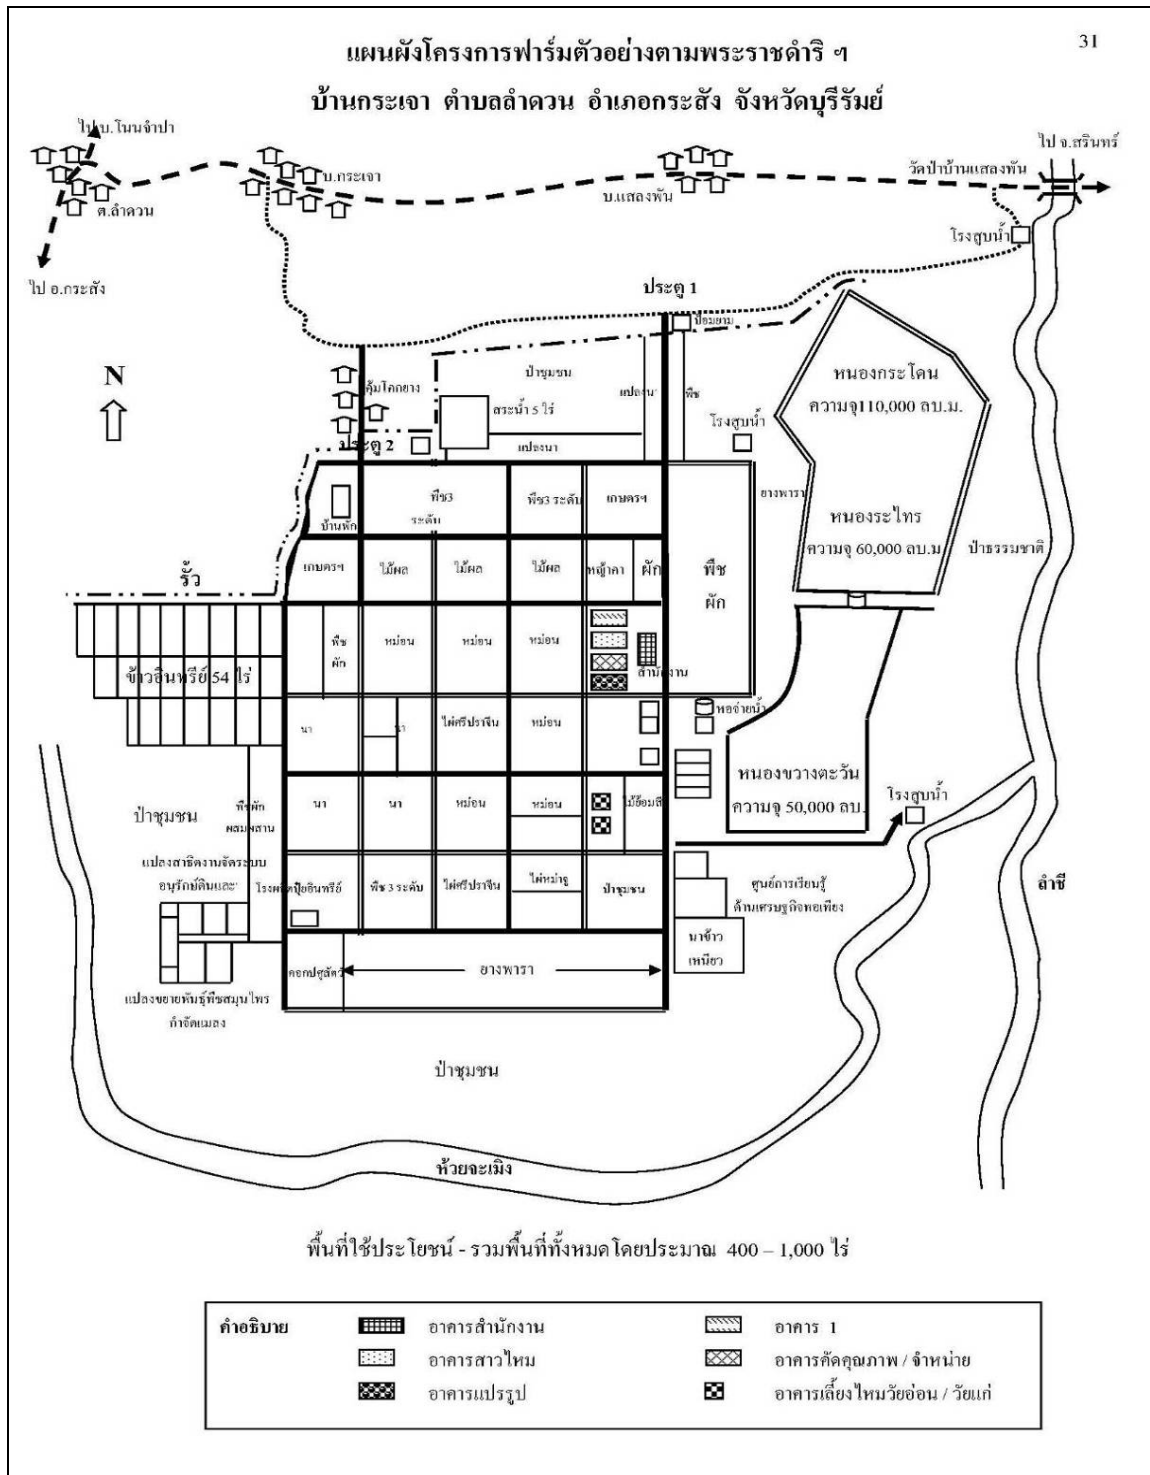 31
แผนผังโครงการฟาร์มตัวอย่างตามพระราชดำริ ฯ
บ้านกระเจา ตำบลลำดวน อำเภอกระสัง จังหวัดบุรีรัมย์
ไป บ.โนนจำปา
ไป จ.สรินทร์
บ.กระเจา
วัดป่าบ้านแสลงพัน
บ.แสลงพัน
ต.ลำดวน
โรงสูบน้ำ
ไป อ.กระสัง
ประตู 1
ป้อมยาม
N
ป่าชุมชน
หนองกระโดน
คุ้มโคกยาง
แปลงนา
พืช
ความจุ110,000 ลบ.ม.
สระน้ำ 5 ไร่
โรงสูบน้ำ
ประตู 2
แปลงนา
ยางพารา
พืช3
ระดับ
พืช3 ระดับ
เกษตรฯ
บ้านพัก
หนองระไทร
ความจุ 60,000 ลบ.ม
ป่าธรรมชาติ
รั้ว
เกษตรฯ
ไม้ผล
ไม้ผล
ไม้ผล
หญ้าคา
ผัก
พืช
ผัก
พืช
ผัก
หม่อน
หม่อน
หม่อน
สำนักงาน
ข้าวอินทรีย์ 54 ไร่
หอจ่ายน้ำ
นา
นา
ไผ่ศรีปราจีน
หม่อน
หนองขวางตะวัน
ความจุ 50,000 ลบ.
โรงสูบน้ำ
ป่าชุมชน
พืชผัก
ผสมผสาน
นา
นา
หม่อน
หม่อน
ไม้ย้อมสี
แปลงสาธิตงานจัดระบบ
อนุรักษ์ดินและ
โรงผลิตปุ๋ยอินทรีย์
พืช 3 ระดับ
ไผ่ศรีปราจีน
ไผ่หม่าจู
ป่าชุมชน
ศูนย์การเรียนรู้
ด้านเศรษฐกิจพอเพียง
ลำชี
นาข้าว
เหนียว
คอกปศุสัตว์
ยางพารา
แปลงขยายพันธุ์พืชสมุนไพร
กำจัดแมลง
ป่าชุมชน
ห้วยจะเมิง
พื้นที่ใช้ประโยชน์ - รวมพื้นที่ทั้งหมดโดยประมาณ 400 – 1,000 ไร่
คำอธิบาย
อาคารสำนักงาน
อาคาร 1
อาคารสาวไหม
อาคารคัดคุณภาพ / จำหน่าย
อาคารแปรรูป
อาคารเลี้ยงไหมวัยอ่อน / วัยแก่